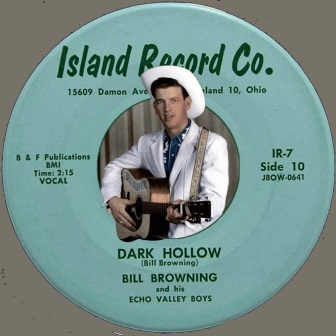 Island Record Co.
15609 Damon Ave land 10, Ohio
B & F Publications
BMI
Time: 2:15
VOCAL
IR-7
Side 10
J8OW-0641
DARK HOLLOW
(Bill Browning)
BILL BROWNING
and his
ECHO VALLEY BOYS